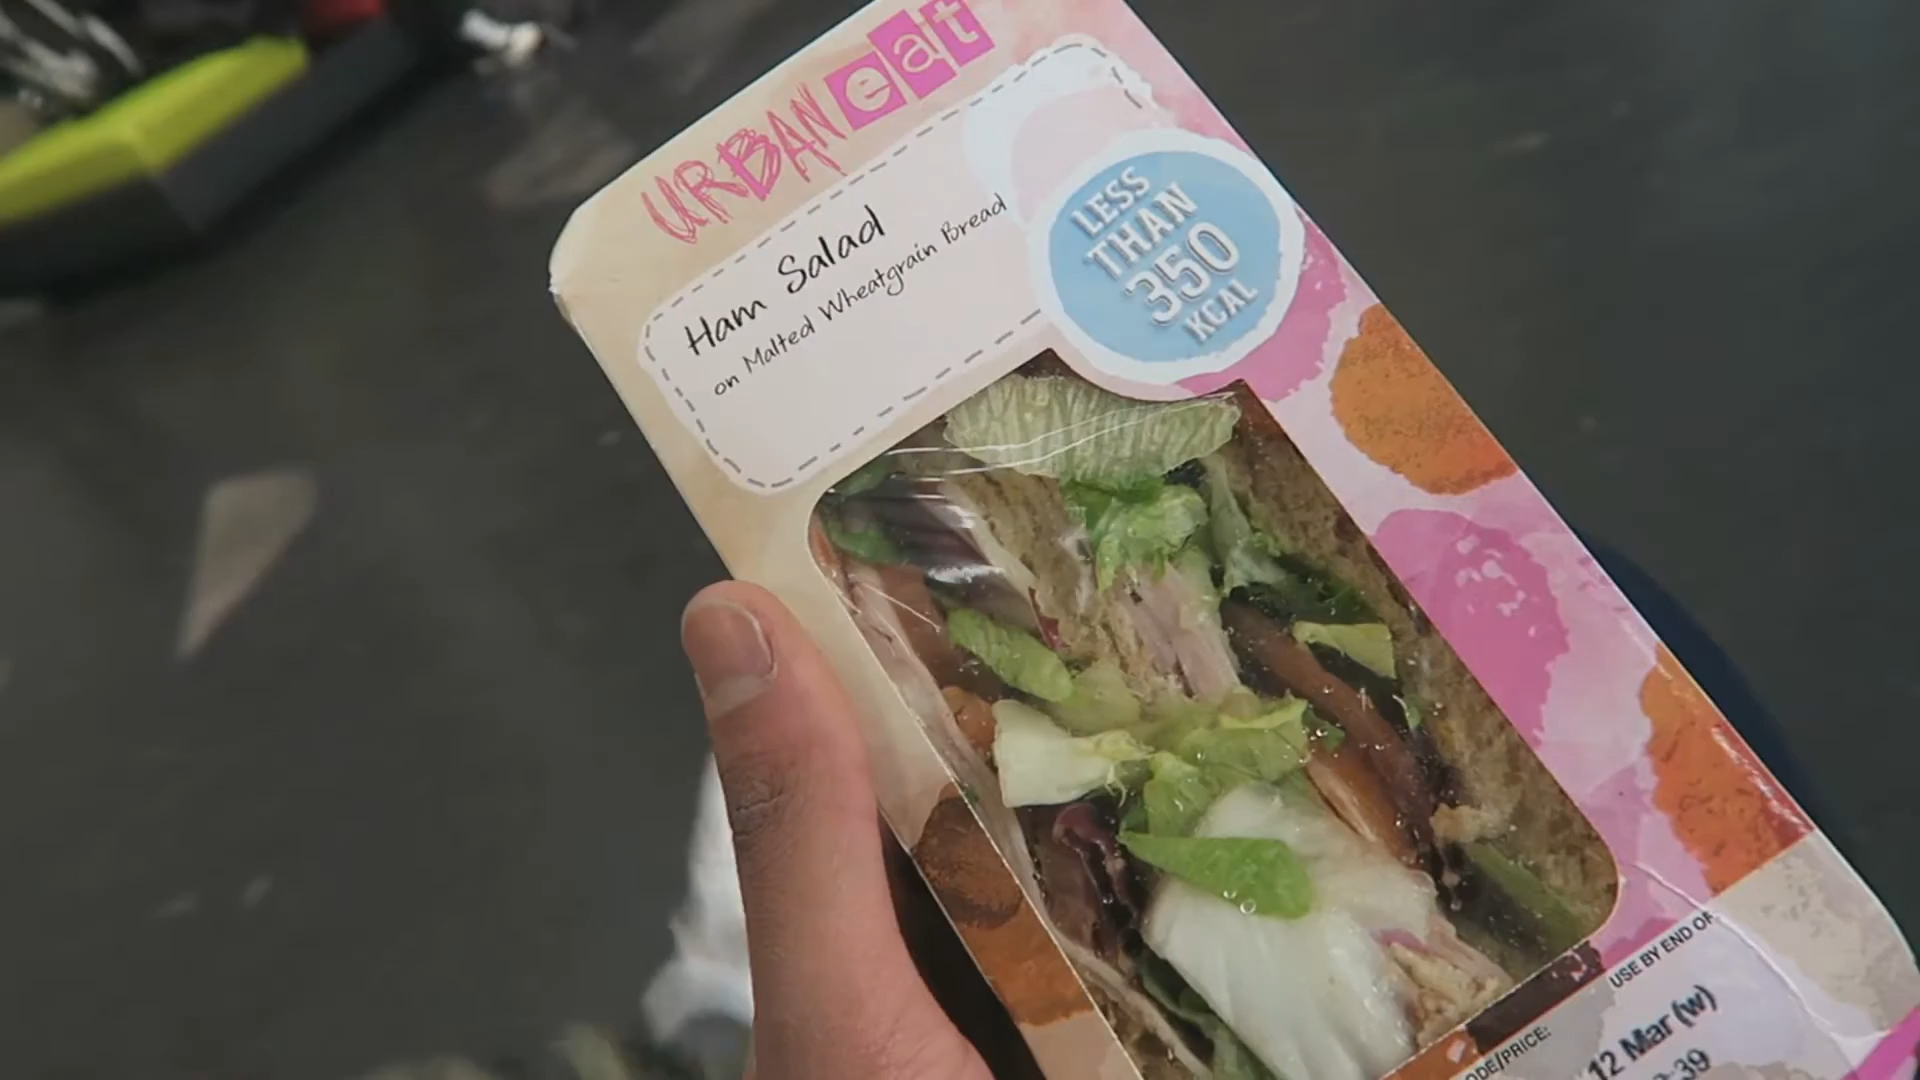 URBAN eat
Ham Salad
on Malted Wheatgrain Bread
LESS
THAN
350
KCAL
USE BY END OF
12 Mar (w)